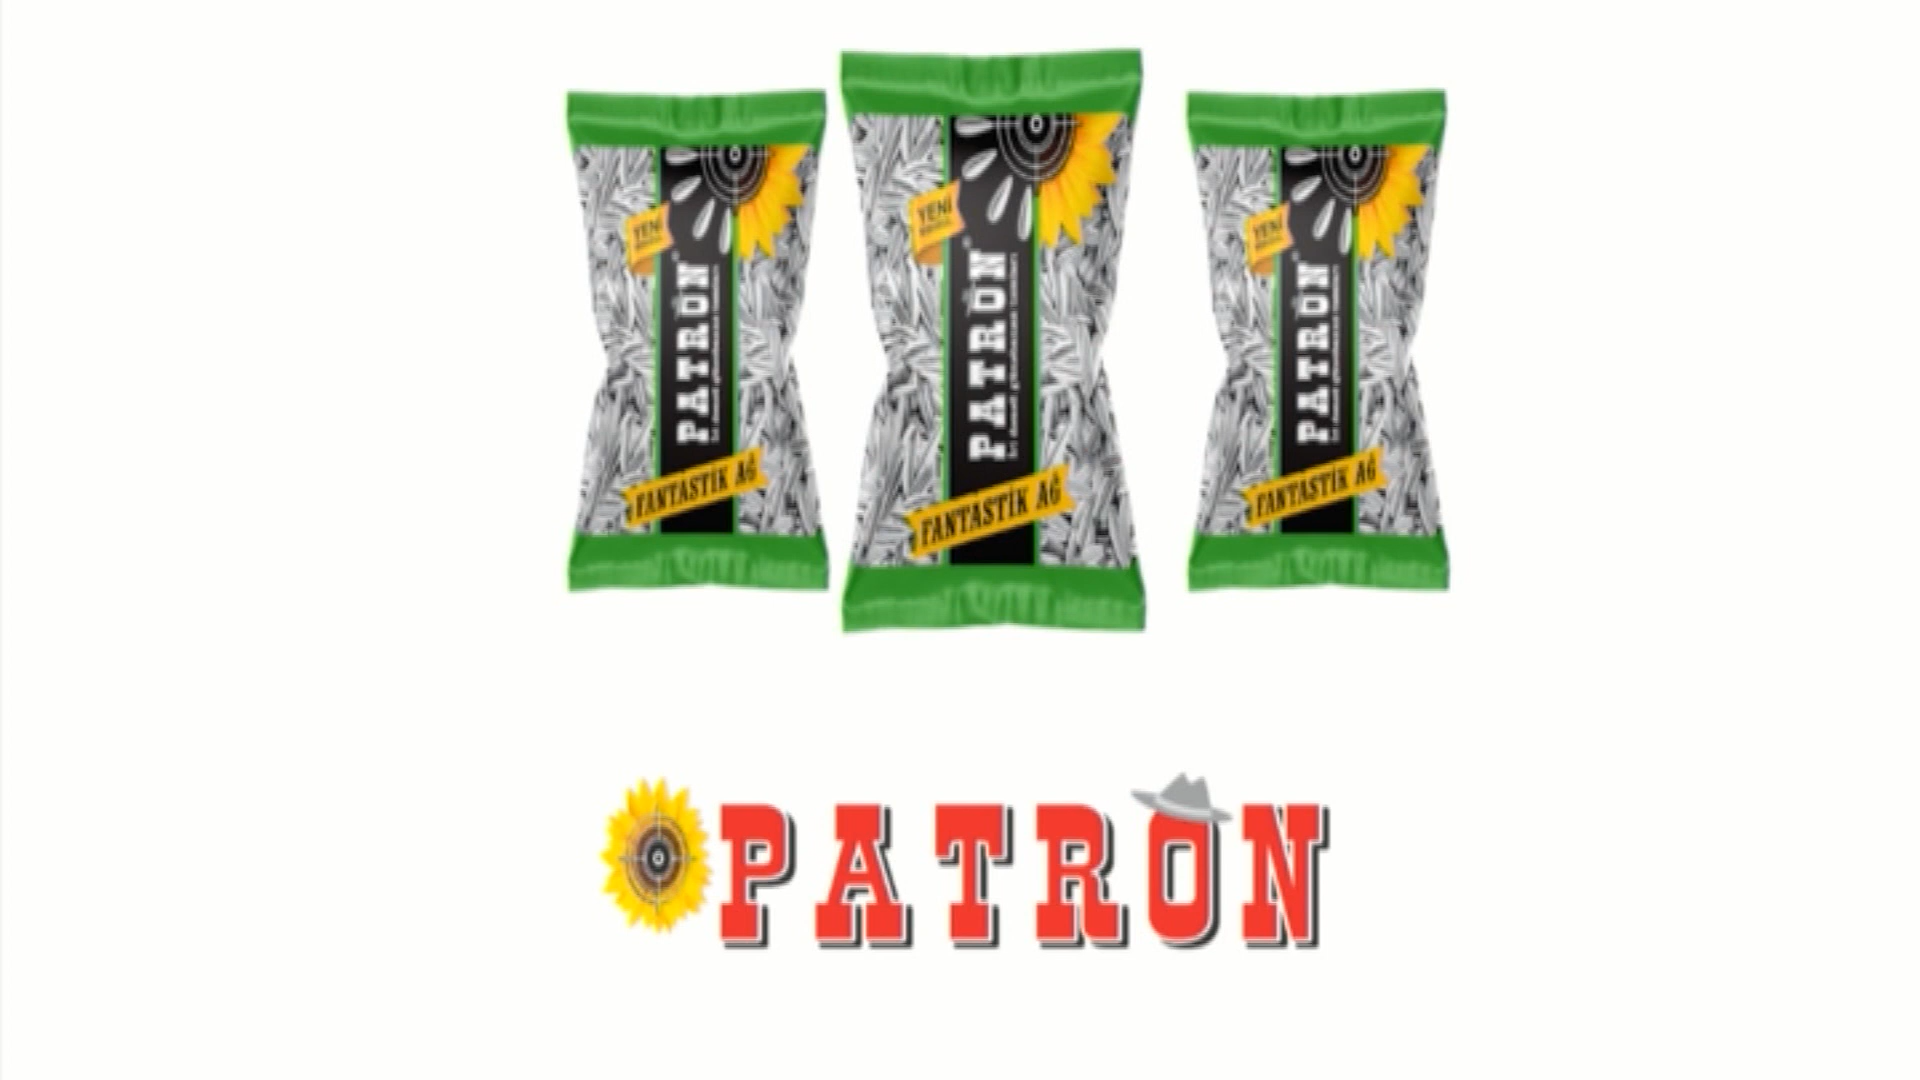 YENİ
PATRON
FANTASTİK AĞ
YENİ
PATRON
FANTASTİK AĞ
YENİ
PATRON
FANTASTİK AĞ
PATRON